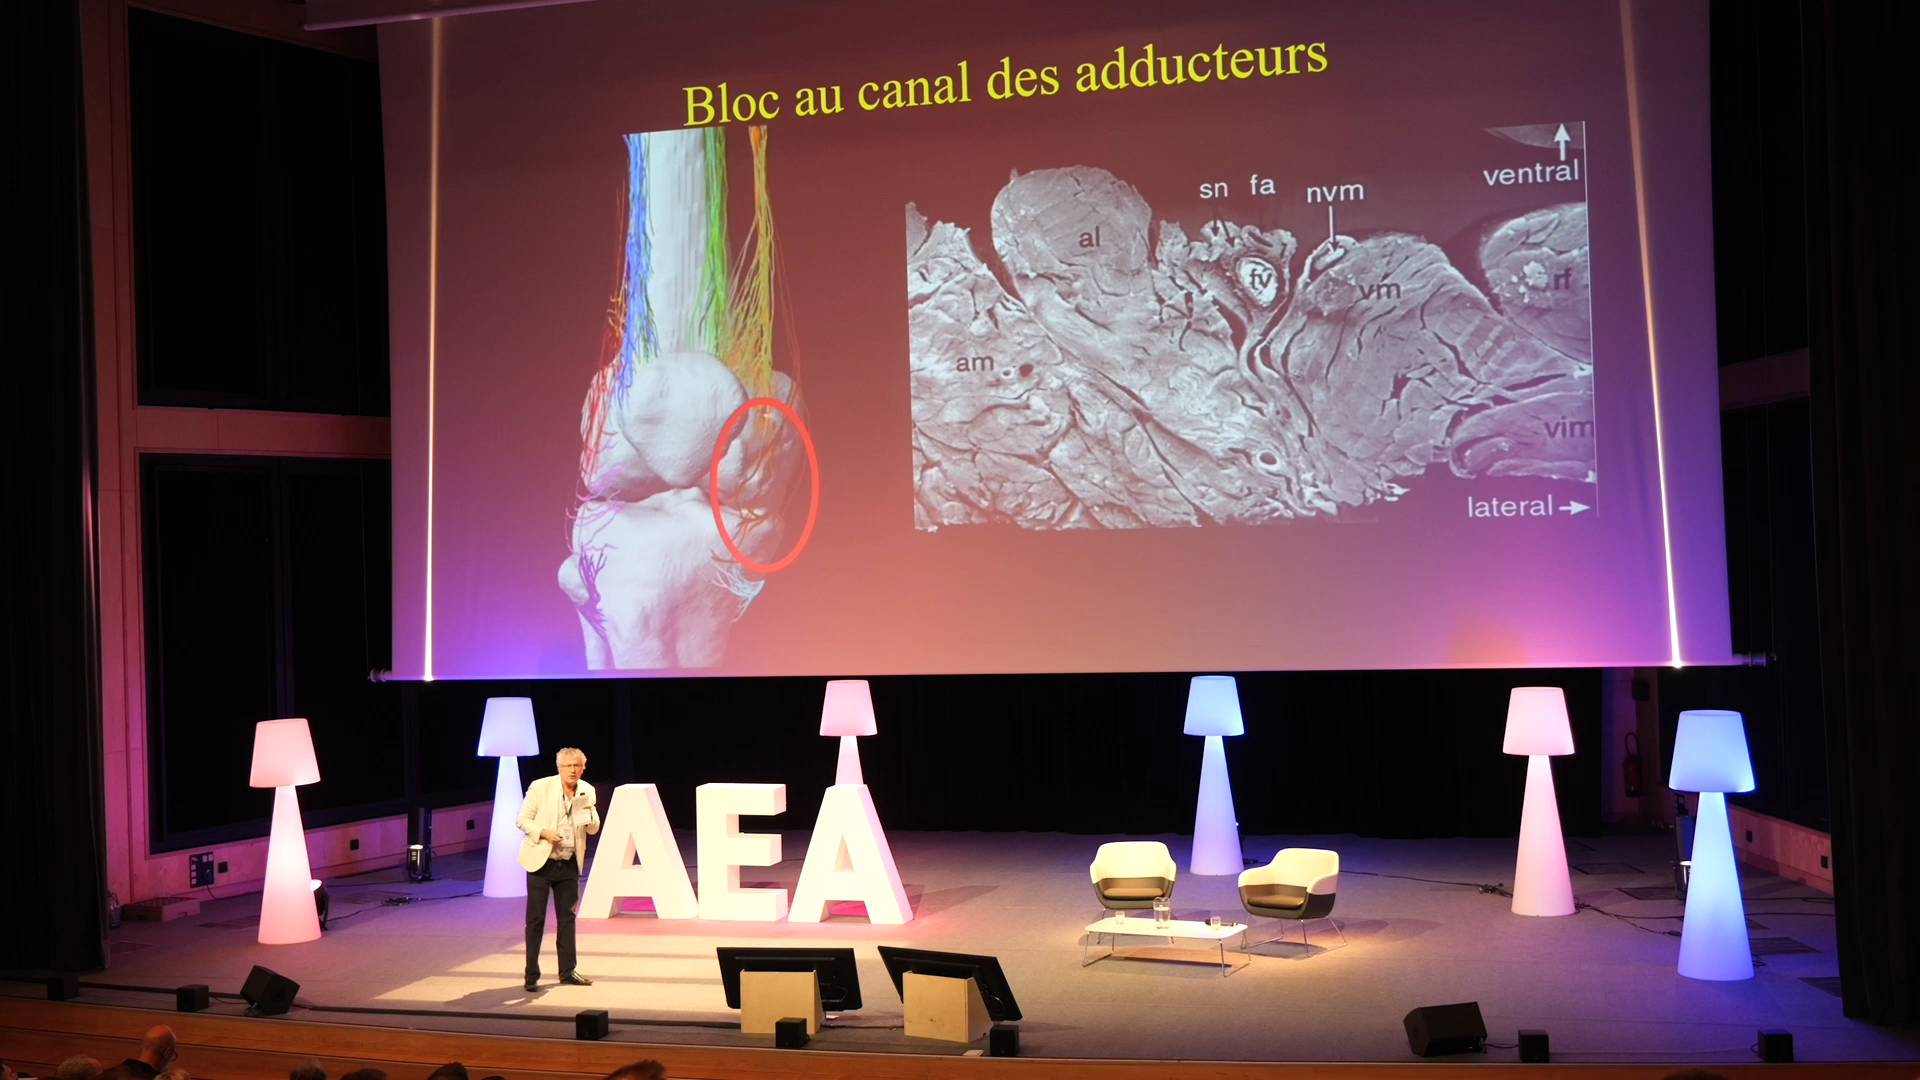 Bloc au canal des adducteurs
ventral
sn fa nvm
al
fv
vm
rf
am
vim
lateral
AEA